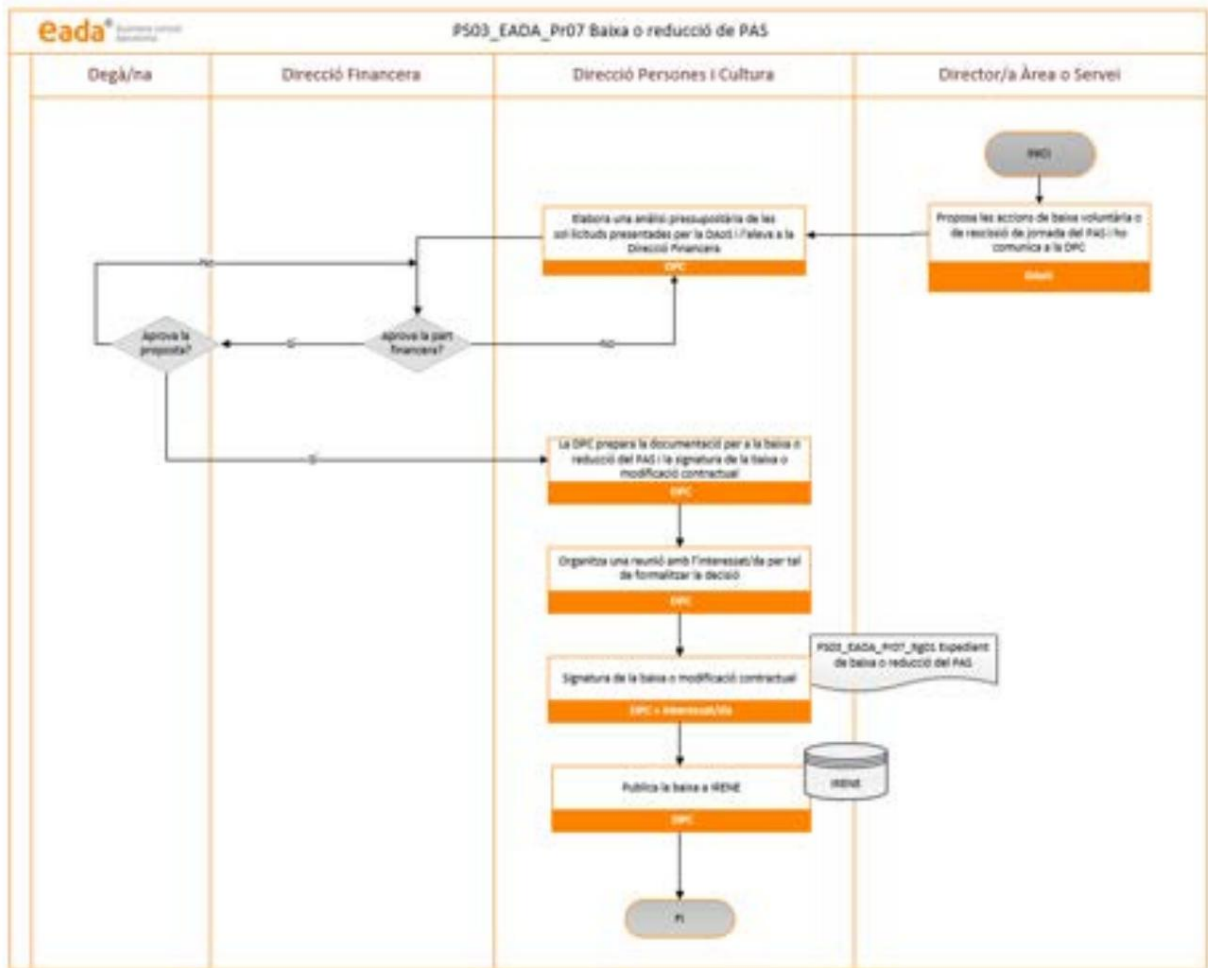 eada business school
barcelona
PS03_EADA_Pr07 Baixa o reducció de PAS
Degà/na
Direcció Financera
Direcció Persones i Cultura
Director/a Àrea o Servei
INICI
Proposa les accions de baixa voluntària o
de rescissió de jornada del PAS i ho
comunica a la DPC
DAoS
Elabora una anàlisi pressupostària de les
sol·licituds presentades per la DAoS i l'eleva a la
Direcció Financera
DPC
No
Aprova la
proposta?
Sí
Aprova la part
financera?
No
Sí
La DPC prepara la documentació per a la baixa o
reducció del PAS i la signatura de la baixa o
modificació contractual
DPC
Organitza una reunió amb l'interessat/da per tal
de formalitzar la decisió
DPC
Signatura de la baixa o modificació contractual
DPC + Interessat/da
PS03_EADA_Pr07_Rg01 Expedient
de baixa o reducció del PAS
Publica la baixa a IRENE
DPC
IRENE
FI